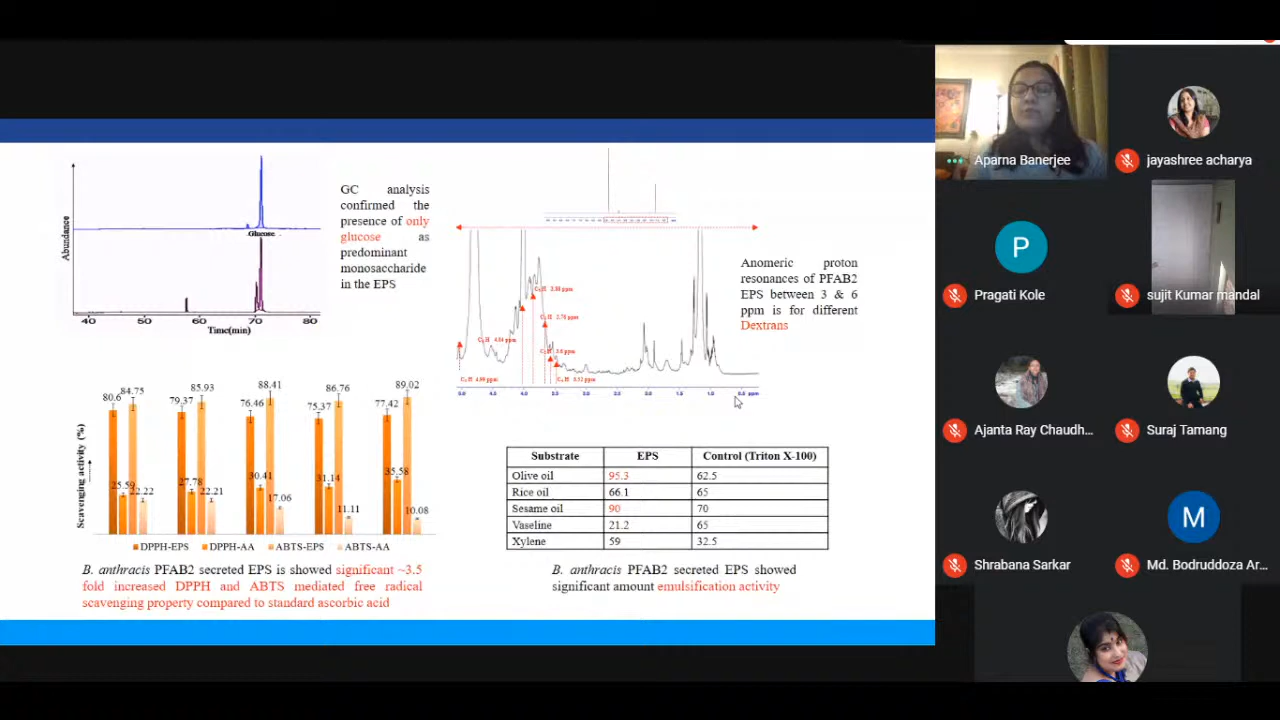 GC analysis
confirmed the
presence of only
glucose as
predominant
monosaccharide
in the EPS
Abundance
Glucose
40 50 60 70 80
Time(min)
Anomeric proton
resonances of PFAB2
EPS between 3 & 6
ppm is for different
Dextrans
Scavenging activity (%)
80.6 84.75 79.37 85.93 76.46 88.41 75.37 86.76 77.42 89.02
25.59 22.22 27.78 22.21 30.41 17.06 31.14 11.11 35.58 10.08
DPPH-EPS DPPH-AA ABTS-EPS ABTS-AA
B. anthracis PFAB2 secreted EPS is showed significant ~3.5
fold increased DPPH and ABTS mediated free radical
scavenging property compared to standard ascorbic acid
Substrate EPS Control (Triton X-100)
Olive oil 95.3 62.5
Rice oil 66.1 65
Sesame oil 90 70
Vaseline 21.2 65
Xylene 59 32.5
B. anthracis PFAB2 secreted EPS showed
significant amount emulsification activity
Aparna Banerjee
jayashree acharya
P
Pragati Kole
sujit Kumar mandal
Ajanta Ray Chaudh...
Suraj Tamang
Shrabana Sarkar
M
Md. Bodruddoza Ar...